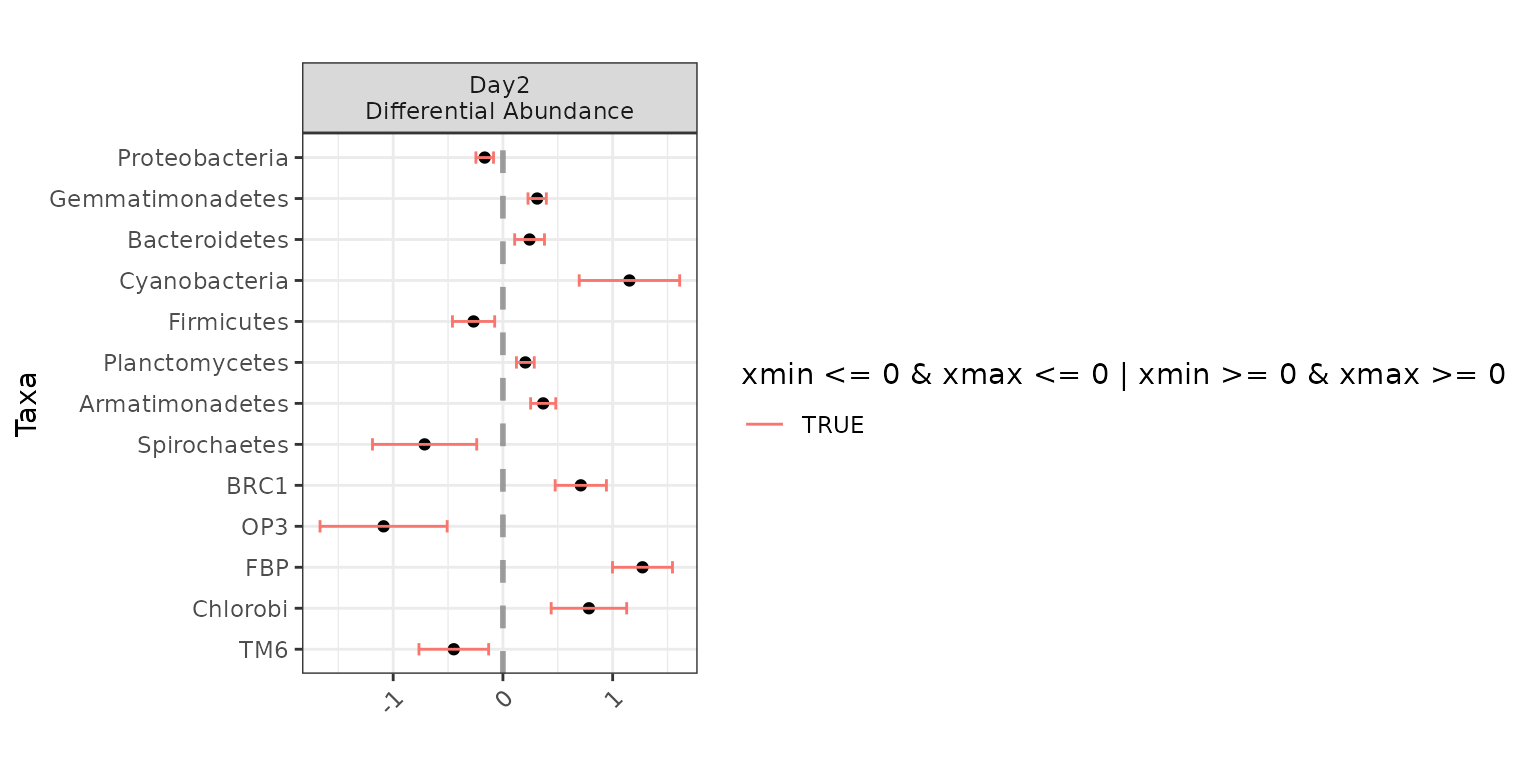 Day2
Differential Abundance
Taxa
Proteobacteria
Gemmatimonadetes
Bacteroidetes
Cyanobacteria
Firmicutes
Planctomycetes
Armatimonadetes
Spirochaetes
BRC1
OP3
FBP
Chlorobi
TM6
-1
0
1
xmin <= 0 & xmax <= 0 | xmin >= 0 & xmax >= 0
TRUE